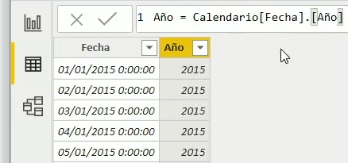 1 Año = Calendario[Fecha].[Año]
Fecha Año
01/01/2015 0:00:00 2015
02/01/2015 0:00:00 2015
03/01/2015 0:00:00 2015
04/01/2015 0:00:00 2015
05/01/2015 0:00:00 2015